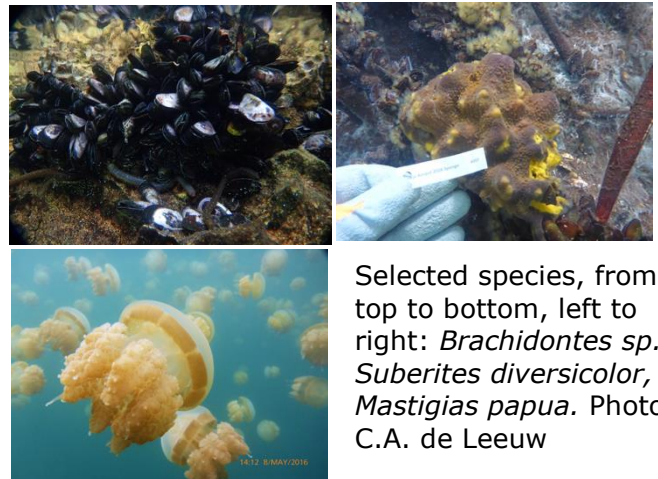 14:12 8/MAY/2016
Selected species, from
top to bottom, left to
right: Brachidontes sp.
Suberites diversicolor,
Mastigias papua. Photo
C.A. de Leeuw